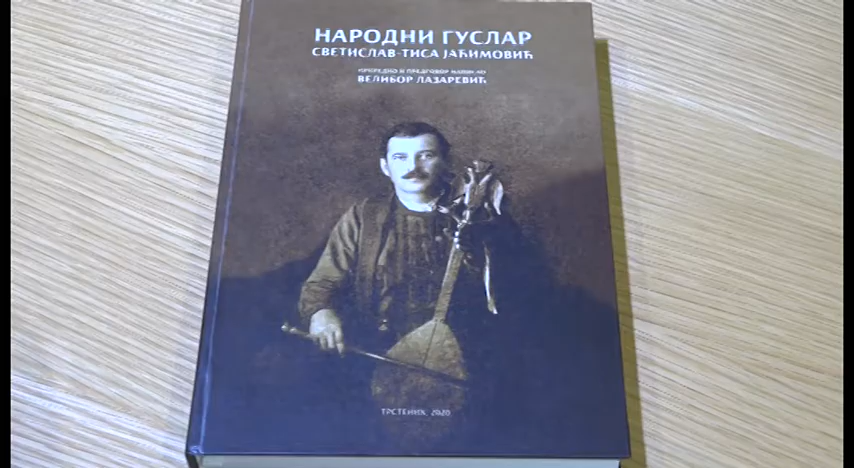 НАРОДНИ ГУСЛАР
СВЕТИСЛАВ-ТИСА ЈАЋИМОВИЋ
ПРИРЕДИО И ПРЕДГОВОР НАПИСАО
ВЕЛИБОР ЛАЗАРЕВИЋ
ТРСТЕНИК, 2020